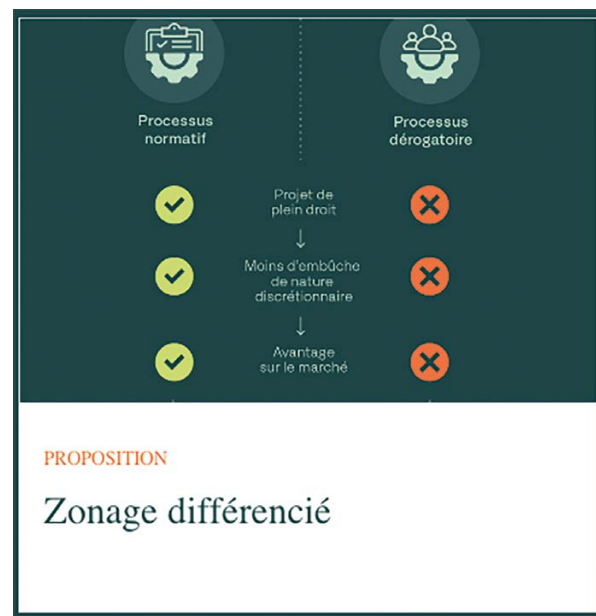 Processus
normatif
Processus
dérogatoire
Projet de
plein droit
Moins d'embûche
de nature
discrétionnaire
Avantage
sur le marché
PROPOSITION
Zonage différencié